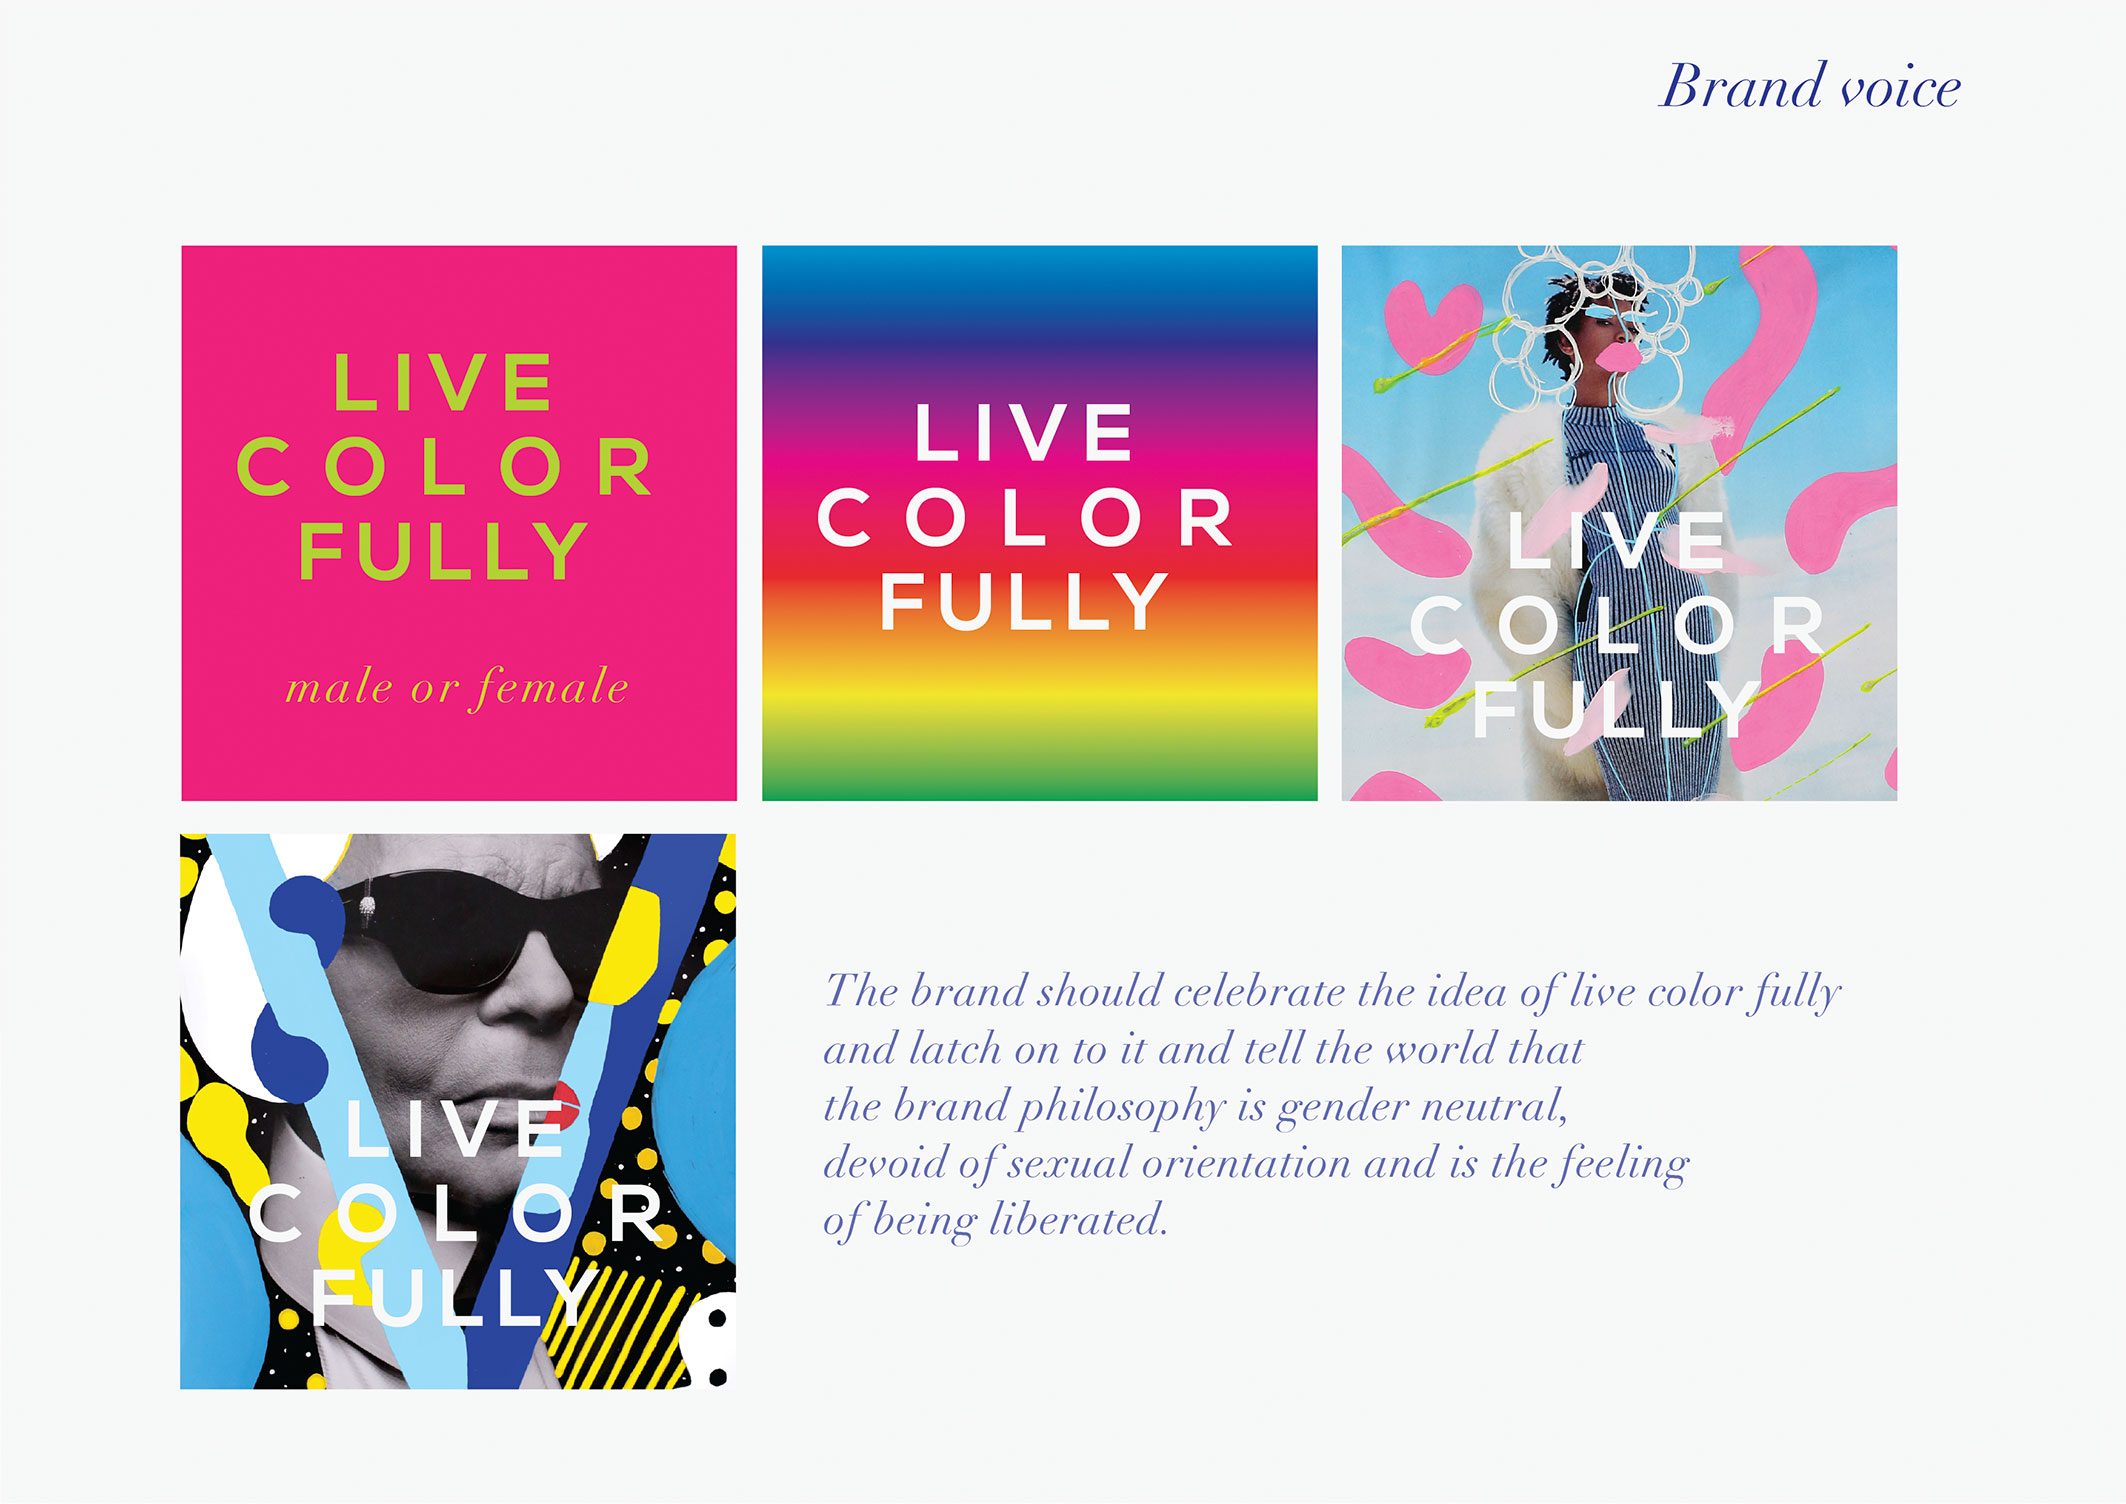 Brand voice
LIVE
COLOR
FULLY
male or female
LIVE
COLOR
FULLY
LIVE
COLOR
FULLY
LIVE
COLOR
FULLY
The brand should celebrate the idea of live color fully
and latch on to it and tell the world that
the brand philosophy is gender neutral,
devoid of sexual orientation and is the feeling
of being liberated.